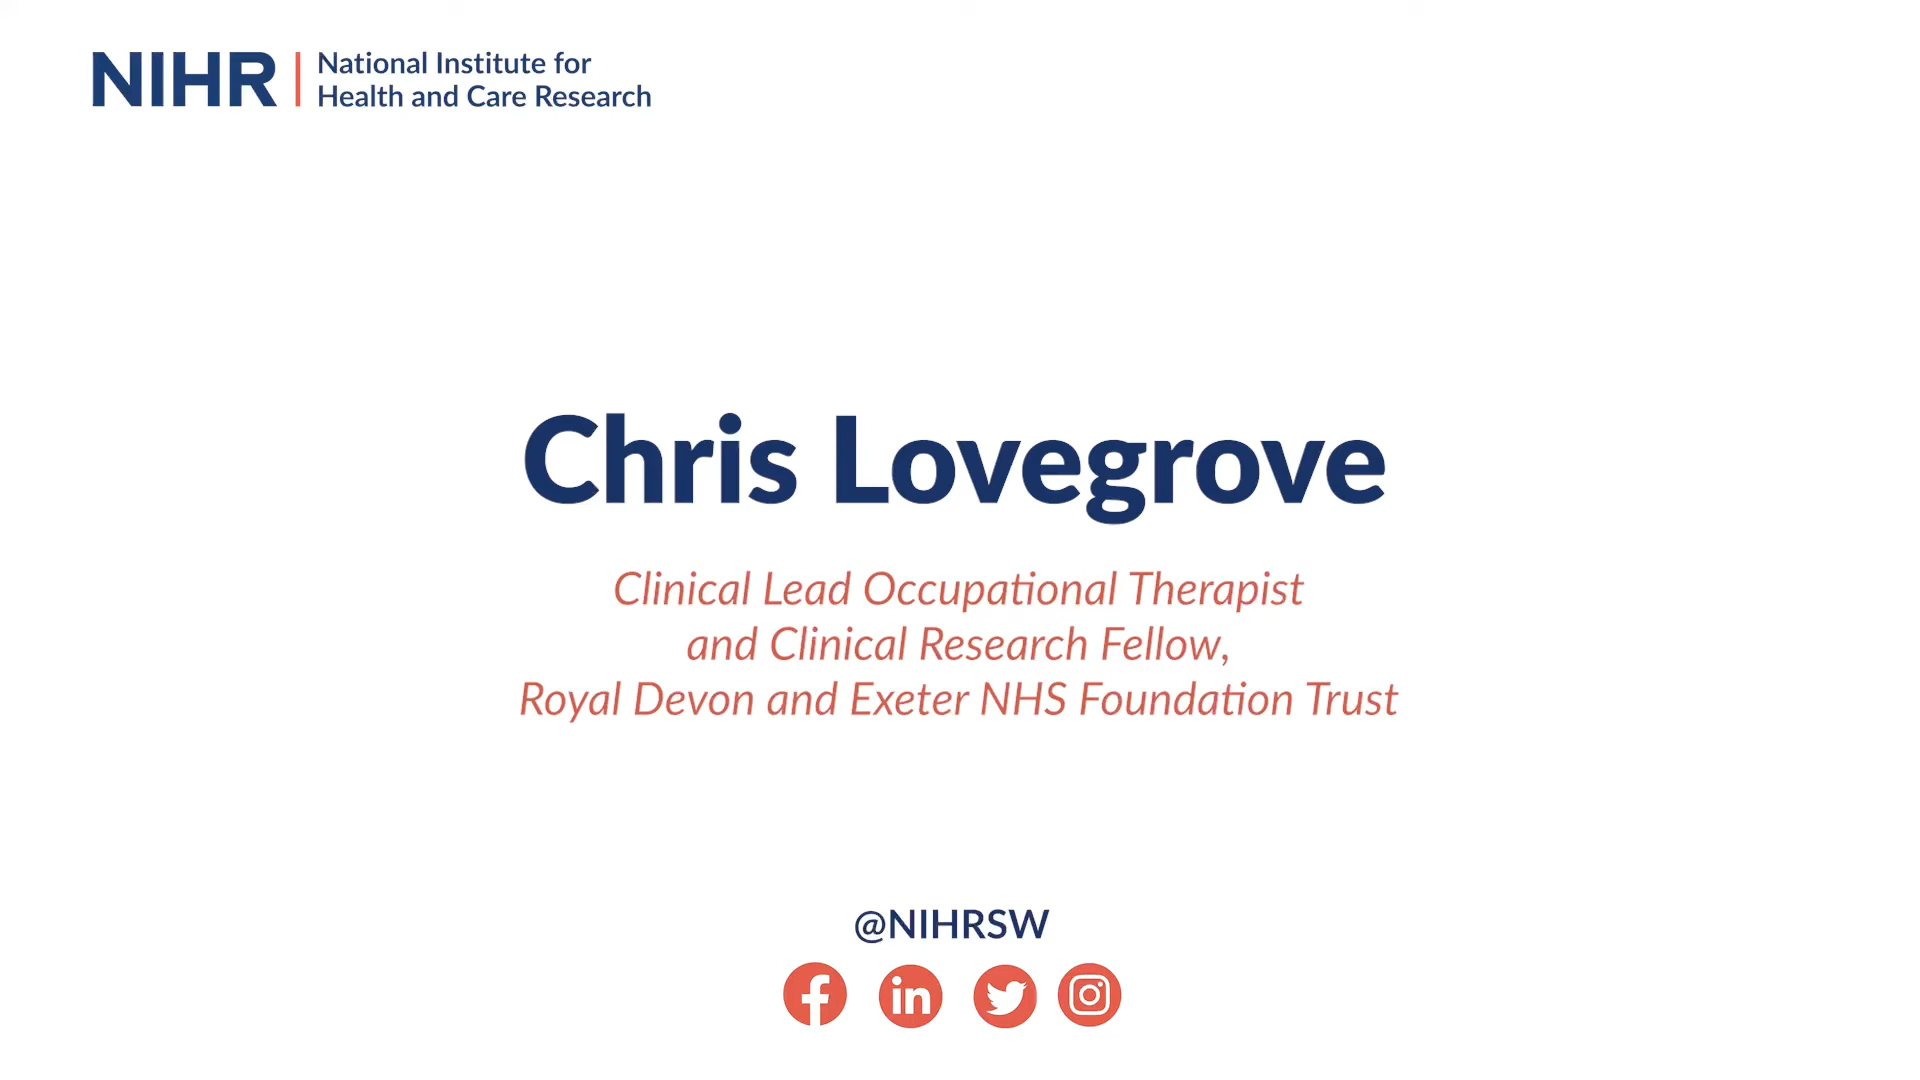 NIHR
National Institute for
Health and Care Research
Chris Lovegrove
Clinical Lead Occupational Therapist
and Clinical Research Fellow,
Royal Devon and Exeter NHS Foundation Trust
@NIHRSW